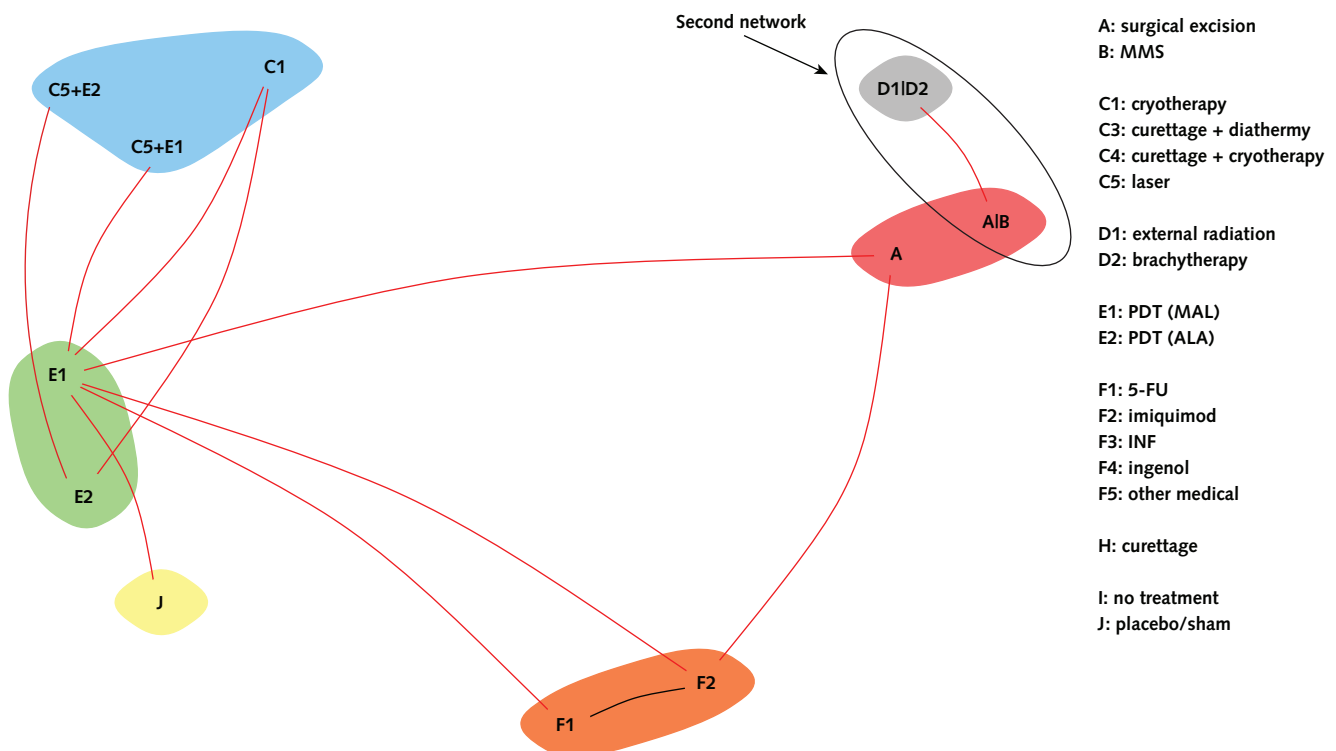 Second network
C1
C5+E2
C5+E1
D1|D2
A|B
A
E1
E2
J
F2
F1
A: surgical excision
B: MMS
C1: cryotherapy
C3: curettage + diathermy
C4: curettage + cryotherapy
C5: laser
D1: external radiation
D2: brachytherapy
E1: PDT (MAL)
E2: PDT (ALA)
F1: 5-FU
F2: imiquimod
F3: INF
F4: ingenol
F5: other medical
H: curettage
I: no treatment
J: placebo/sham